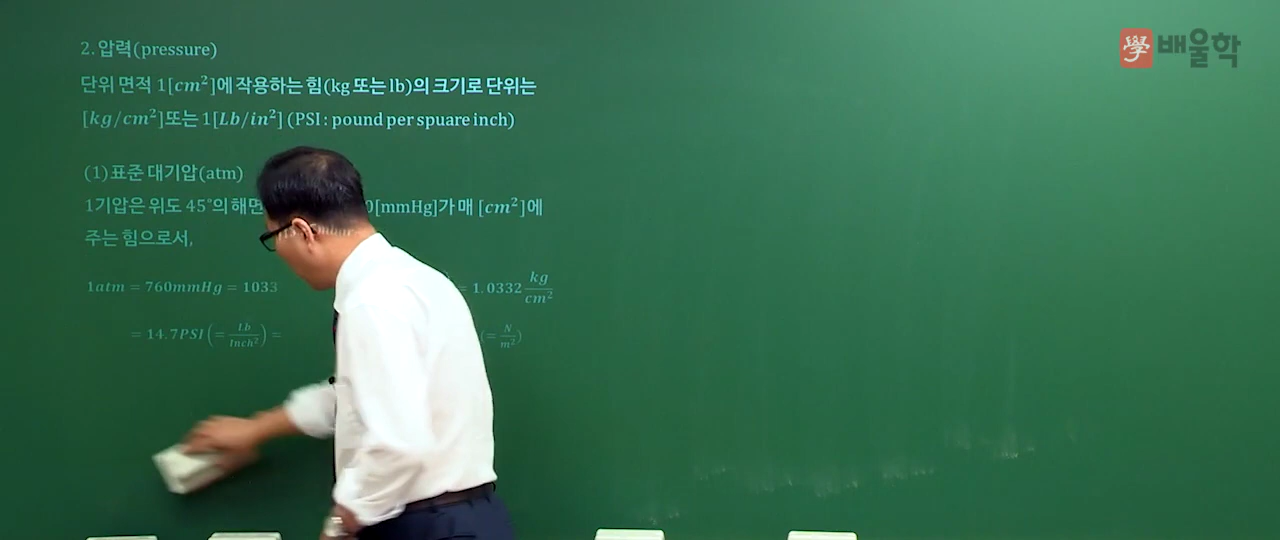 學 배울학
2. 압력(pressure)
단위 면적 1[cm²]에 작용하는 힘(kg 또는 lb)의 크기로 단위는
[kg/cm²]또는 1[Lb/in²] (PSI : pound per spuare inch)
(1) 표준 대기압(atm)
1기압은 위도 45°의 해면 0[mmHg]가 매 [cm²]에
주는 힘으로서,
1atm = 760mmHg = 1033 = 1.0332 kg/cm²
= 14.7PSI (= Lb/Inch²) = (= N/m²)